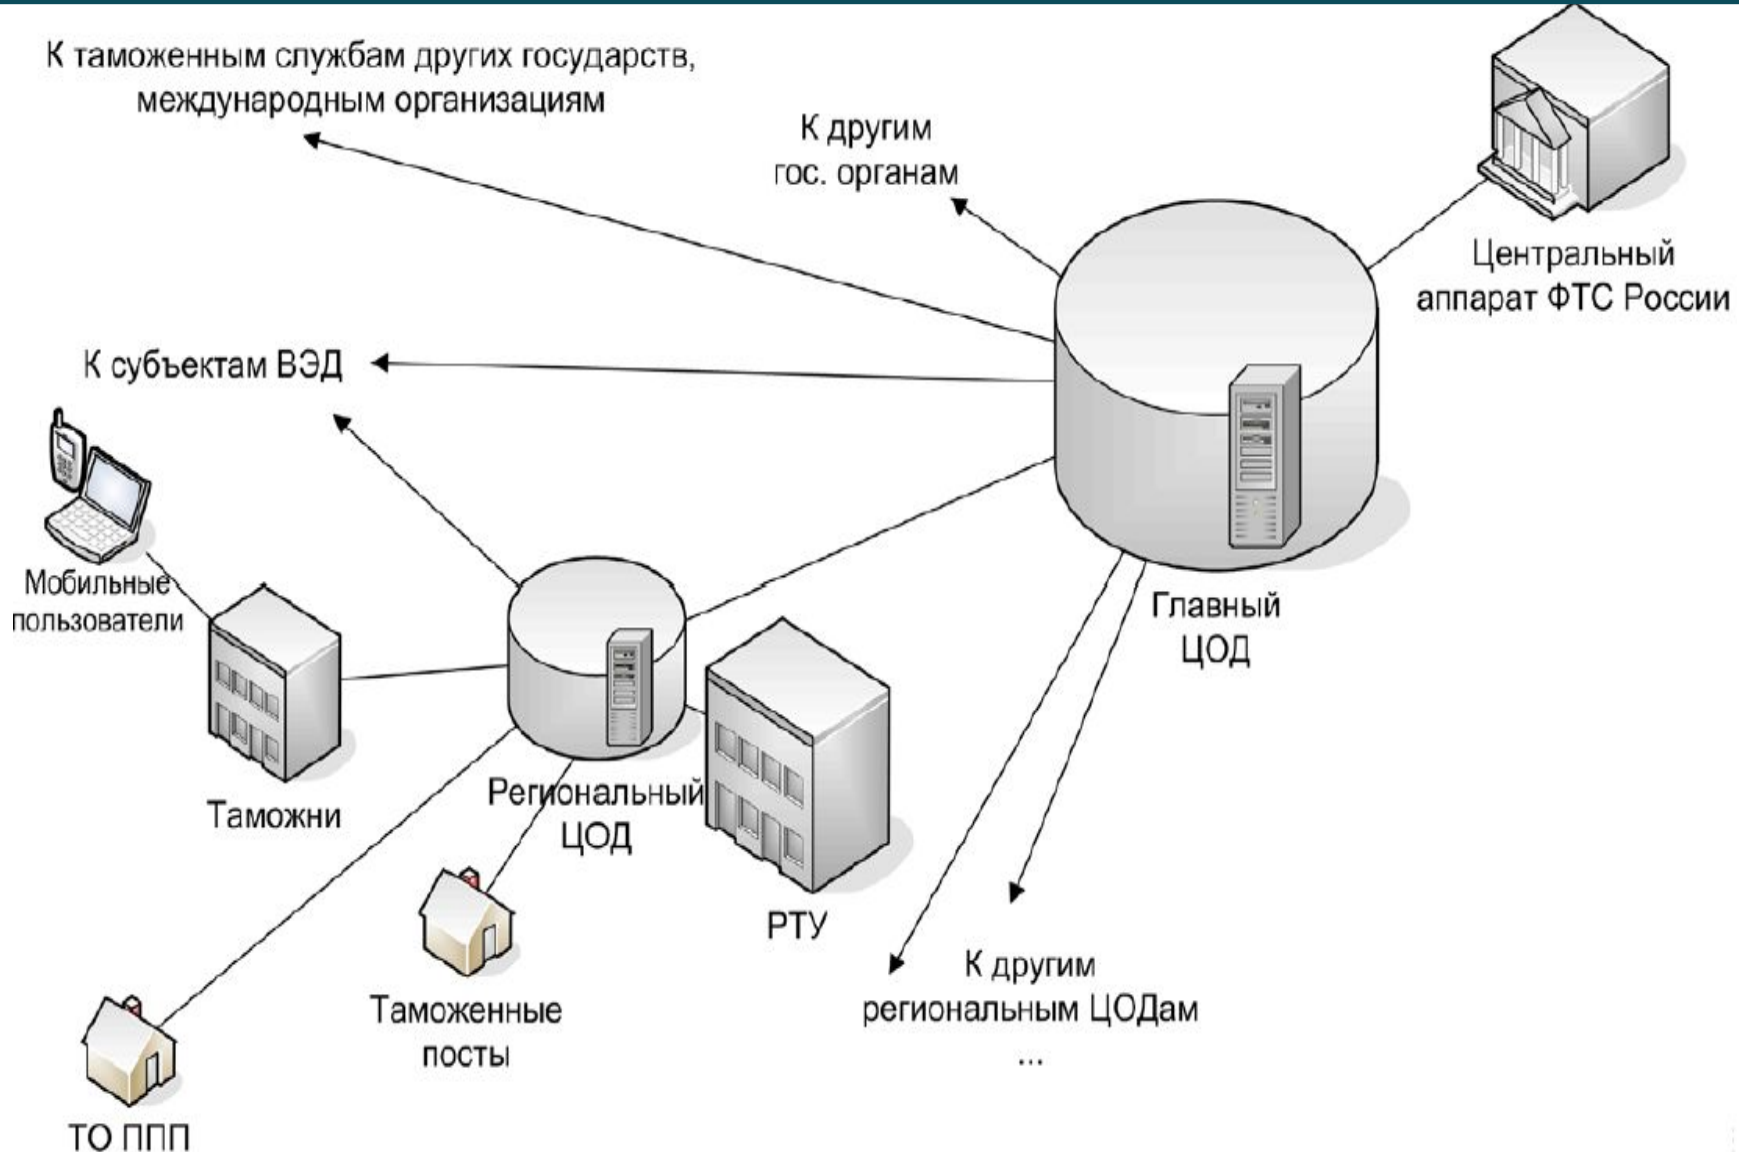 К таможенным службам других государств,
международным организациям
К другим
гос. органам
Центральный
аппарат ФТС России
К субъектам ВЭД
Мобильные
пользователи
Главный
ЦОД
Таможни
Региональный
ЦОД
РТУ
К другим
региональным ЦОДам
...
Таможенные
посты
ТО ППП